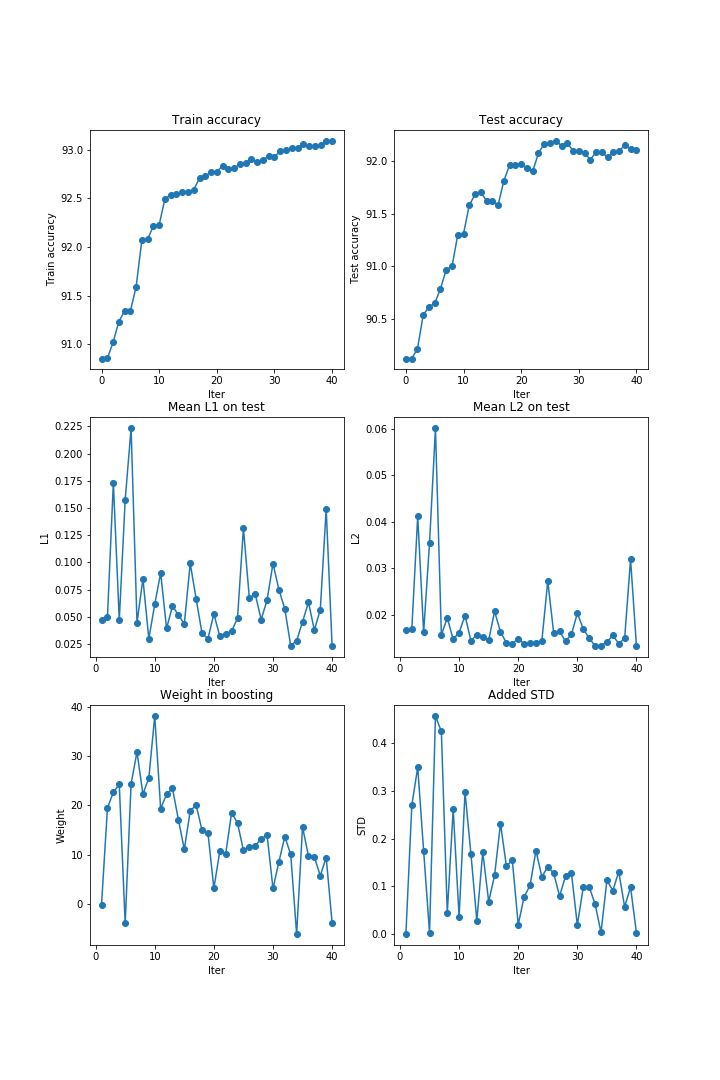 Train accuracy
Train accuracy
93.0
92.5
92.0
91.5
91.0
0 10 20 30 40
Iter
Test accuracy
Test accuracy
92.0
91.5
91.0
90.5
0 10 20 30 40
Iter
Mean L1 on test
L1
0.225
0.200
0.175
0.150
0.125
0.100
0.075
0.050
0.025
0 10 20 30 40
Iter
Mean L2 on test
L2
0.06
0.05
0.04
0.03
0.02
0 10 20 30 40
Iter
Weight in boosting
Weight
40
30
20
10
0
0 10 20 30 40
Iter
Added STD
STD
0.4
0.3
0.2
0.1
0.0
0 10 20 30 40
Iter